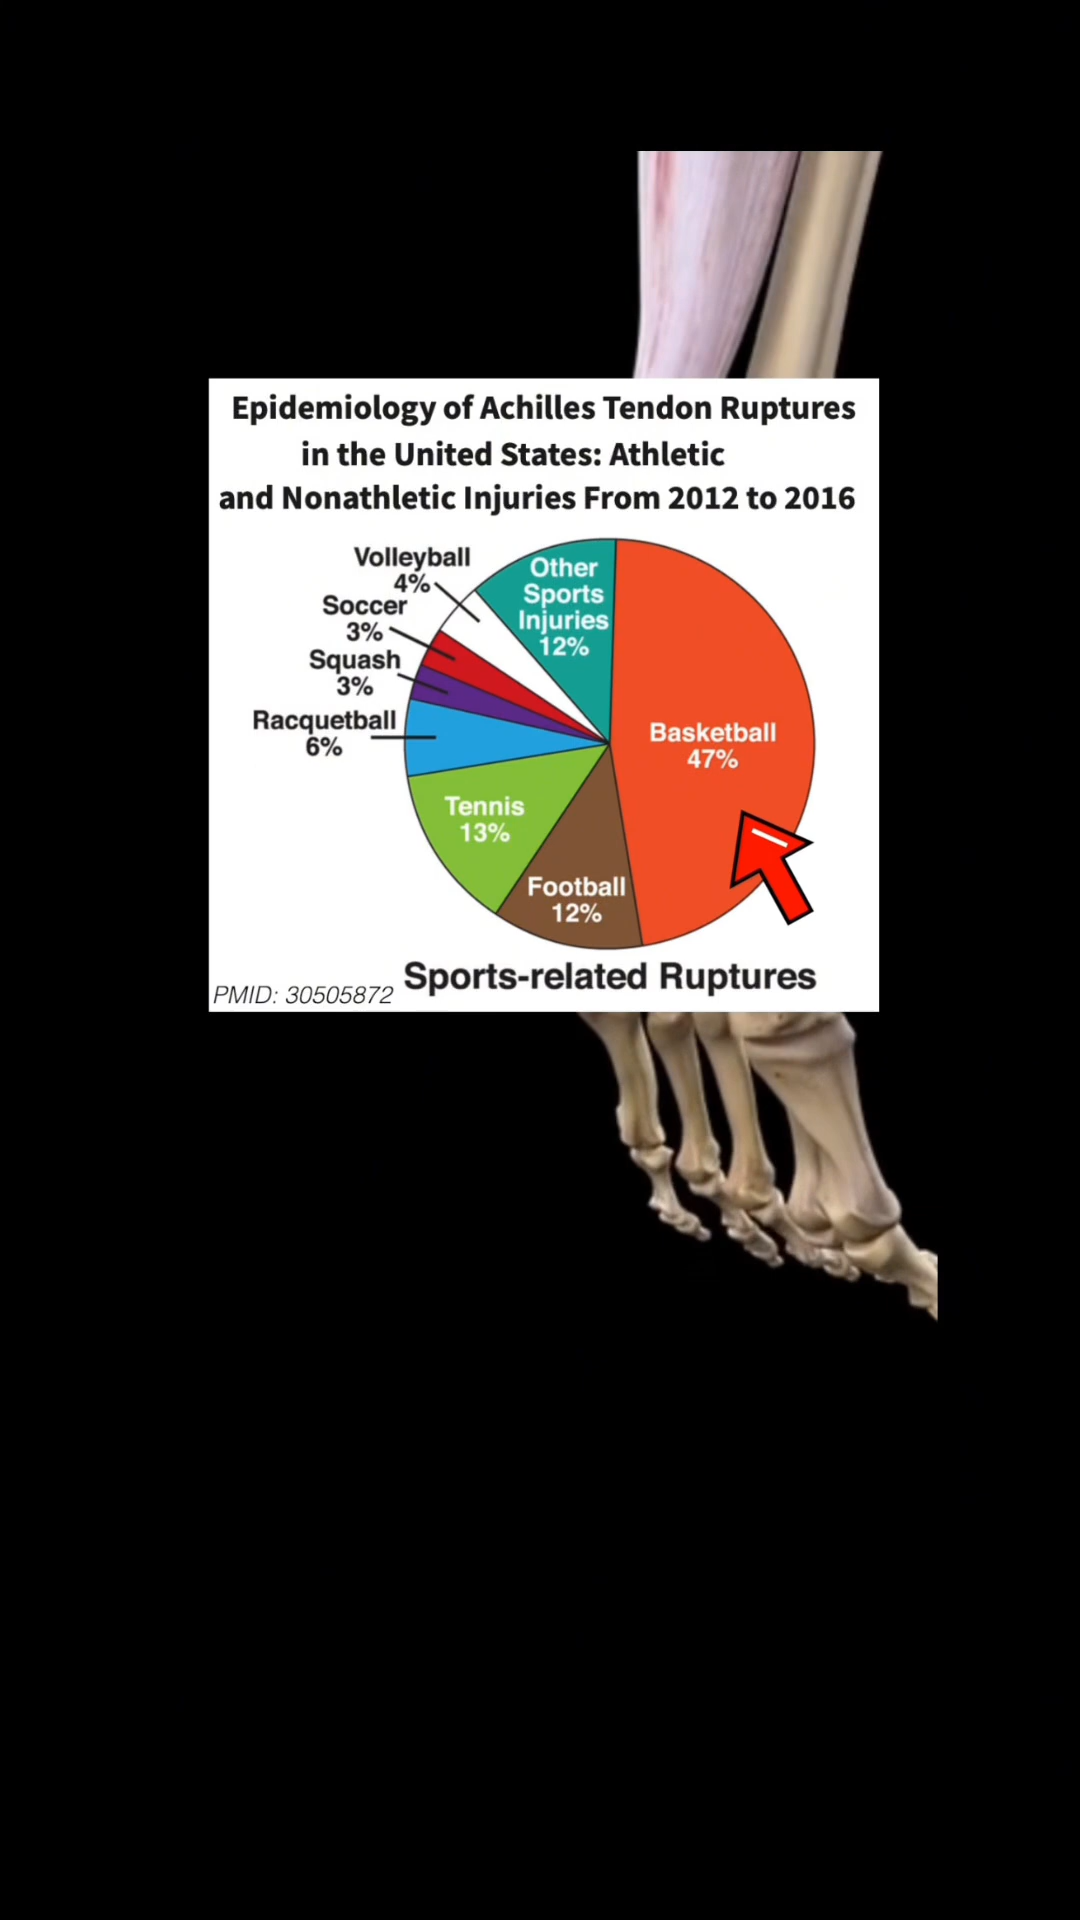 Epidemiology of Achilles Tendon Ruptures
in the United States: Athletic
and Nonathletic Injuries From 2012 to 2016
Volleyball
4%
Soccer
3%
Squash
3%
Racquetball
6%
Other
Sports
Injuries
12%
Basketball
47%
Tennis
13%
Football
12%
Sports-related Ruptures
PMID: 30505872